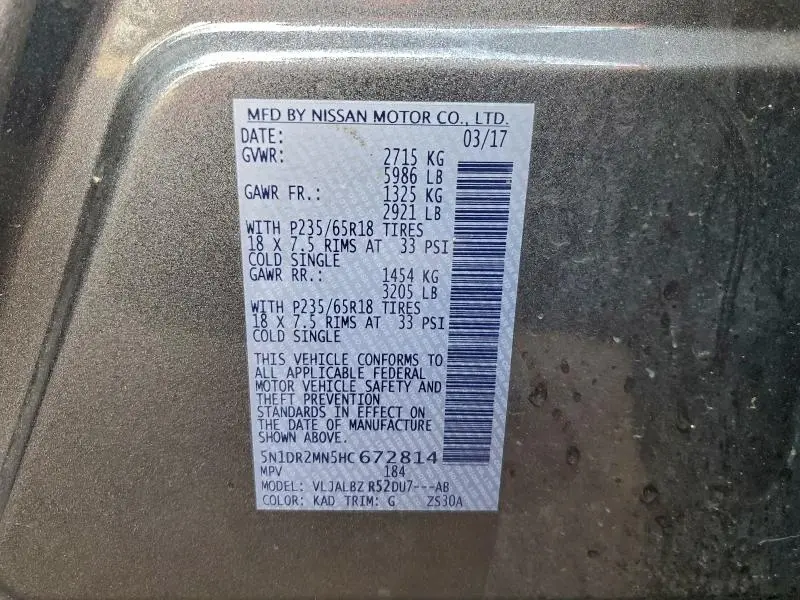 MFD BY NISSAN MOTOR CO., LTD.
DATE: 03/17
GVWR: 2715 KG
5986 LB
GAWR FR.: 1325 KG
2921 LB
WITH P235/65R18 TIRES
18 X 7.5 RIMS AT 33 PSI
COLD SINGLE
GAWR RR.: 1454 KG
3205 LB
WITH P235/65R18 TIRES
18 X 7.5 RIMS AT 33 PSI
COLD SINGLE
THIS VEHICLE CONFORMS TO
ALL APPLICABLE FEDERAL
MOTOR VEHICLE SAFETY AND
THEFT PREVENTION
STANDARDS IN EFFECT ON
THE DATE OF MANUFACTURE
SHOWN ABOVE.
5N1DR2MN5HC672814
MPV 184
MODEL: VLJALBZ R52DU7---AB
COLOR: KAD TRIM: G ZS30A